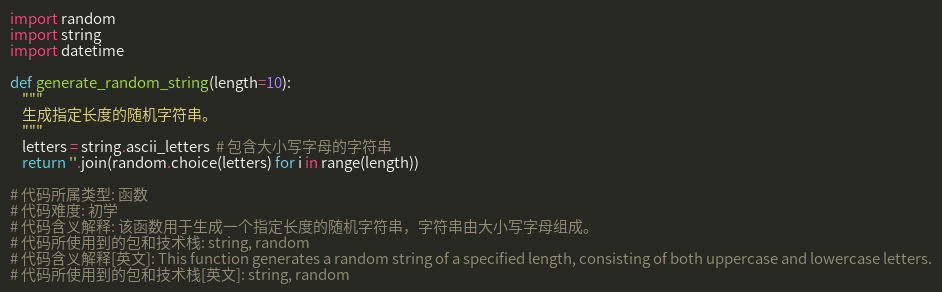 import random
import string
import datetime
def generate_random_string(length=10):
"""
生成指定长度的随机字符串。
"""
letters = string.ascii_letters # 包含大小写字母的字符串
return ''.join(random.choice(letters) for i in range(length))
# 代码所属类型: 函数
# 代码难度: 初学
# 代码含义解释: 该函数用于生成一个指定长度的随机字符串，字符串由大小写字母组成。
# 代码所使用到的包和技术栈: string, random
# 代码含义解释[英文]: This function generates a random string of a specified length, consisting of both uppercase and lowercase letters.
# 代码所使用到的包和技术栈[英文]: string, random